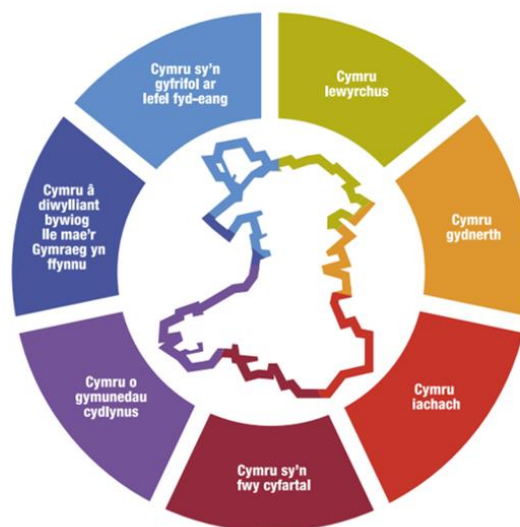 Cymru sy'n
gyfrifol ar
lefel fyd-eang
Cymru
lewyrchus
Cymru
gydnerth
Cymru
iachach
Cymru sy'n
fwy cyfartal
Cymru o
gymunedau
cydlynus
Cymru â
diwylliant
bywiog
lle mae'r
Gymraeg yn
ffynnu